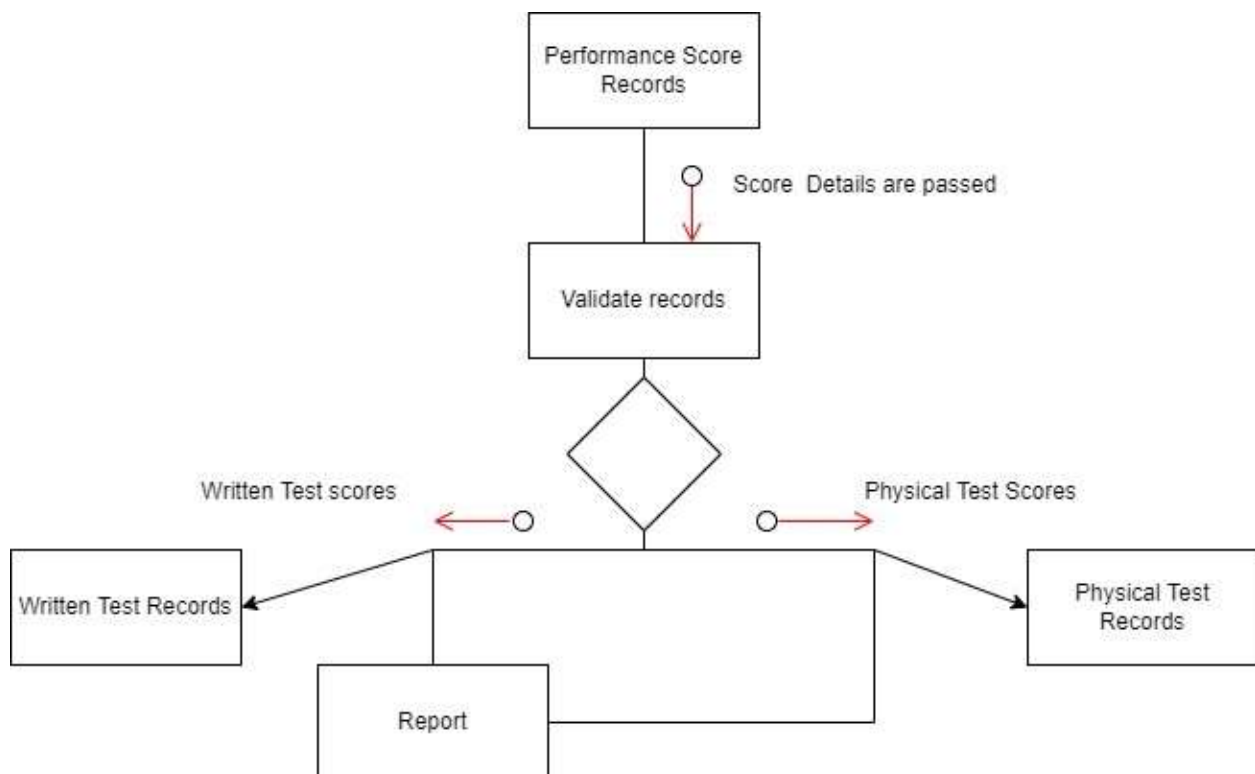 Performance Score
Records
Score  Details are passed
Validate records
Written Test scores
Physical Test Scores
Written Test Records
Physical Test
Records
Report